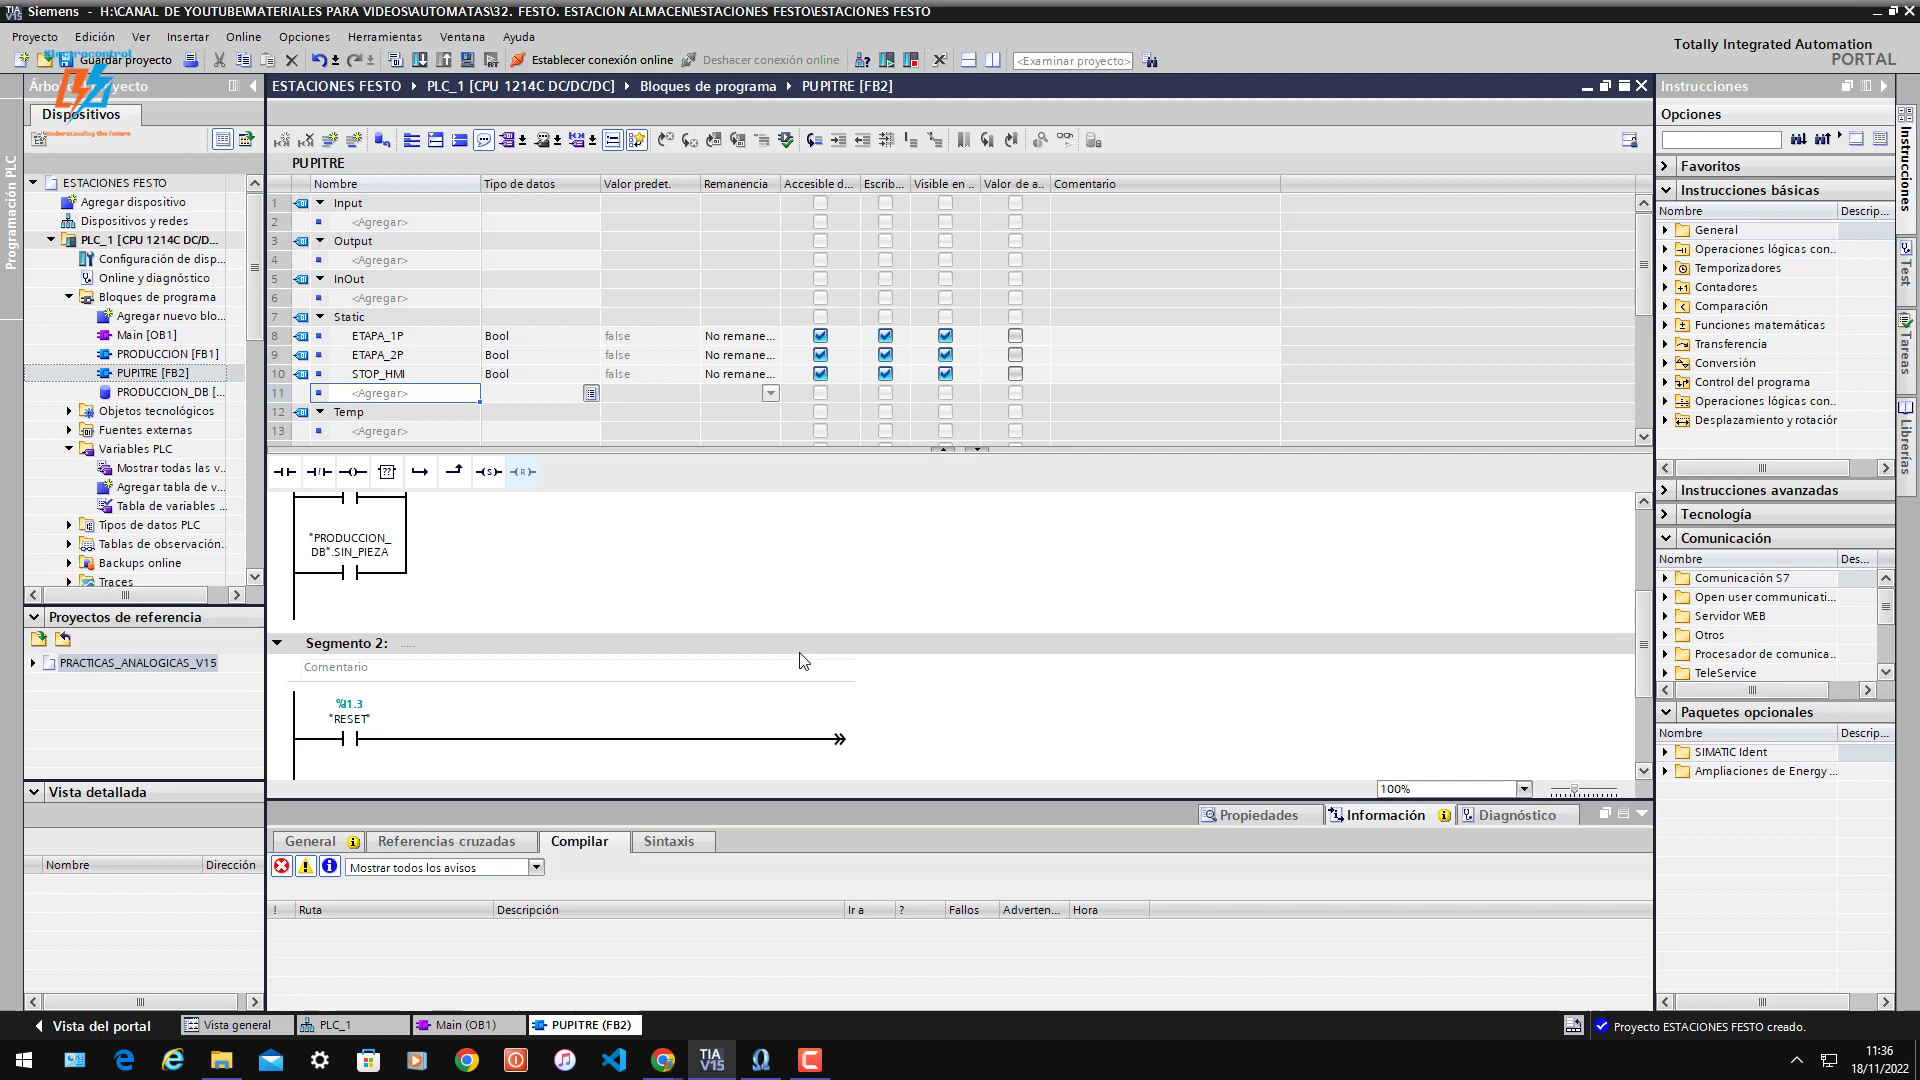 Siemens - H:\CANAL DE YOUTUBE\MATERIALES PARA VIDEOS\AUTOMATAS\32. FESTO. ESTACION ALMACEN\ESTACIONES FESTO\ESTACIONES FESTO
Proyecto Edición Ver Insertar Online Opciones Herramientas Ventana Ayuda
Totally Integrated Automation
PORTAL
Guardar proyecto
Establecer conexión online
Deshacer conexión online
<Examinar proyecto>
Electrocontrol
Understanding the future
Dispositivos
ESTACIONES FESTO
Agregar dispositivo
Dispositivos y redes
PLC_1 [CPU 1214C DC/D...
Configuración de disp...
Online y diagnóstico
Bloques de programa
Agregar nuevo blo...
Main [OB1]
PRODUCCION [FB1]
PUPITRE [FB2]
PRODUCCION_DB [...
Objetos tecnológicos
Fuentes externas
Variables PLC
Mostrar todas las v...
Agregar tabla de v...
Tabla de variables ...
Tipos de datos PLC
Tablas de observación...
Backups online
Traces
Proyectos de referencia
PRACTICAS_ANALOGICAS_V15
Vista detallada
Nombre Dirección
Programación PLC
ESTACIONES FESTO PLC_1 [CPU 1214C DC/DC/DC] Bloques de programa PUPITRE [FB2]
PUPITRE
Nombre Tipo de datos Valor predet. Remanencia Accesible d... Escrib... Visible en .. Valor de a.. Comentario
1 Input
2 <Agregar>
3 Output
4 <Agregar>
5 InOut
6 <Agregar>
7 Static
8 ETAPA_1P Bool false No remane...
9 ETAPA_2P Bool false No remane...
10 STOP_HMI Bool false No remane...
11 <Agregar>
12 Temp
13 <Agregar>
"PRODUCCION_
DB".SIN_PIEZA
Segmento 2: .....
Comentario
%I1.3
"RESET"
100%
Propiedades Información Diagnóstico
General Referencias cruzadas Compilar Sintaxis
Mostrar todos los avisos
! Ruta Descripción Ir a ? Fallos Adverten... Hora
Instrucciones
Opciones
Favoritos
Instrucciones básicas
Nombre Descrip...
General
Operaciones lógicas con...
Temporizadores
Contadores
Comparación
Funciones matemáticas
Transferencia
Conversión
Control del programa
Operaciones lógicas con...
Desplazamiento y rotación
Instrucciones avanzadas
Tecnología
Comunicación
Nombre Des...
Comunicación S7
Open user communicati...
Servidor WEB
Otros
Procesador de comunica...
TeleService
Paquetes opcionales
Nombre Descrip...
SIMATIC Ident
Ampliaciones de Energy ...
Instrucciones
Test
Tareas
Librerías
Vista del portal Vista general PLC_1 Main (OB1) PUPITRE (FB2)
Proyecto ESTACIONES FESTO creado.
TIA
V15
11:36
18/11/2022